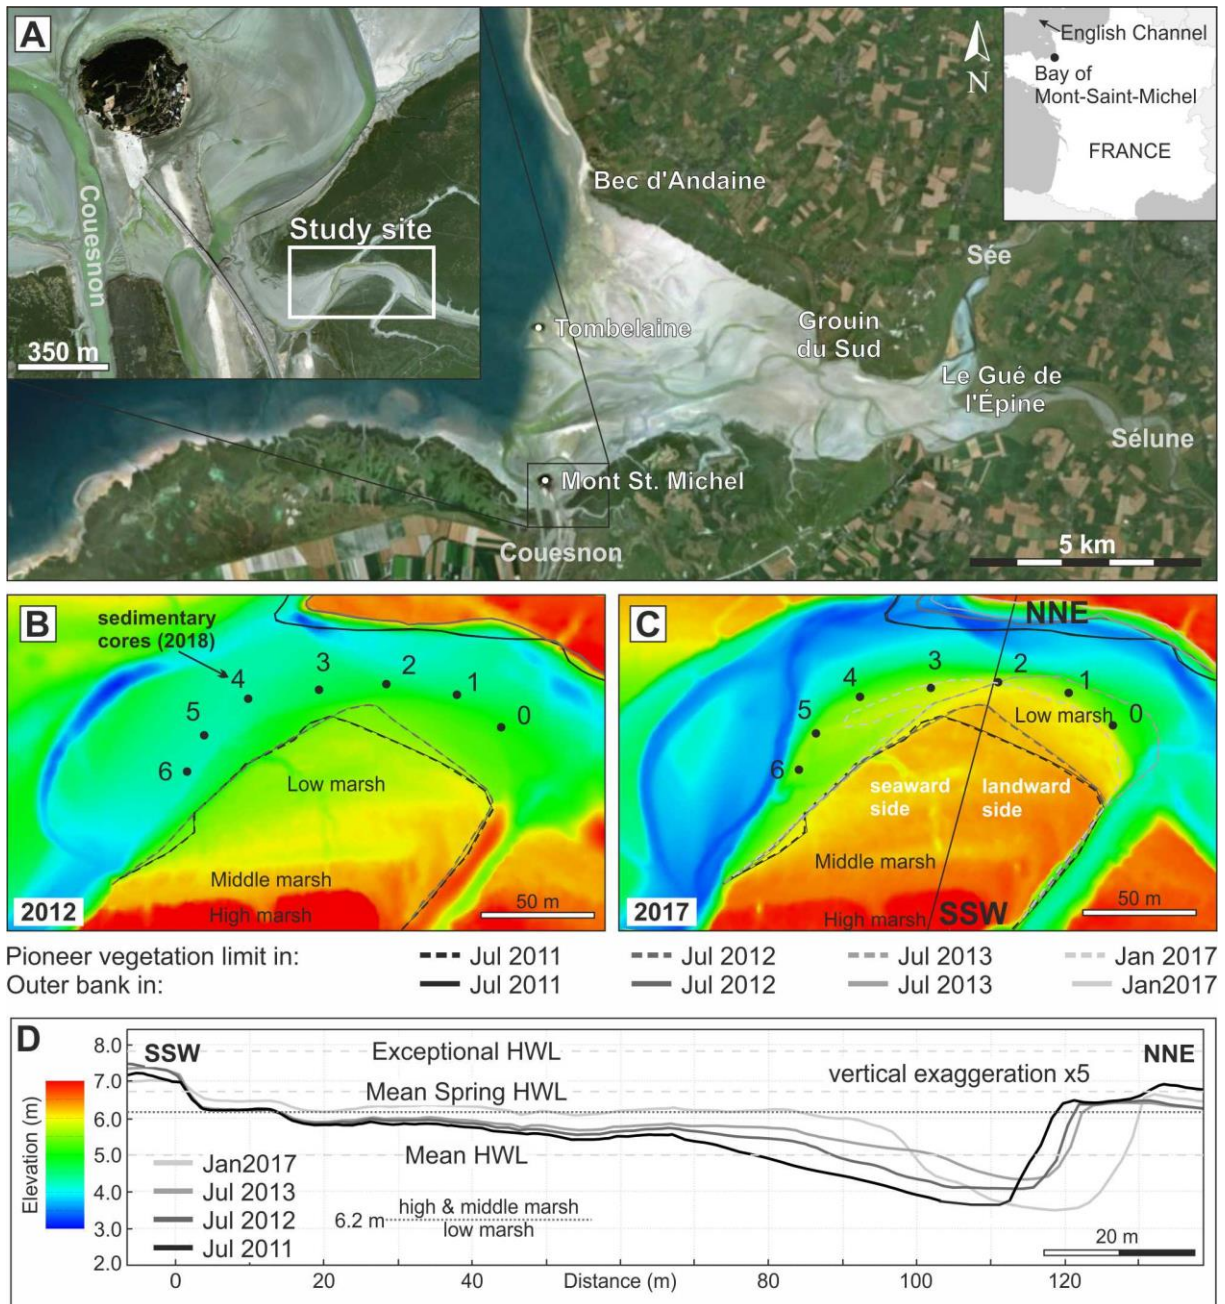 A
N
English Channel
Bay of
Mont-Saint-Michel
FRANCE
Couesnon
Study site
350 m
Bec d'Andaine
Sée
Tombelaine
Grouin
du Sud
Le Gué de
l'Épine
Sélune
Mont St. Michel
Couesnon
5 km
B
sedimentary
cores (2018)
4
3
2
1
0
5
6
Low marsh
Middle marsh
High marsh
2012
50 m
C
NNE
3
2
1
0
4
5
6
Low marsh
seaward
side
landward
side
Middle marsh
High marsh
SSW
2017
50 m
Pioneer vegetation limit in: Jul 2011 Jul 2012 Jul 2013 Jan 2017
Outer bank in: Jul 2011 Jul 2012 Jul 2013 Jan2017
D
SSW
NNE
Exceptional HWL
Mean Spring HWL
vertical exaggeration x5
Mean HWL
Elevation (m)
8.0
7.0
6.0
5.0
4.0
3.0
2.0
Jan2017
Jul 2013
Jul 2012
Jul 2011
6.2 m
high & middle marsh
low marsh
20 m
0 20 40 Distance (m) 80 100 120